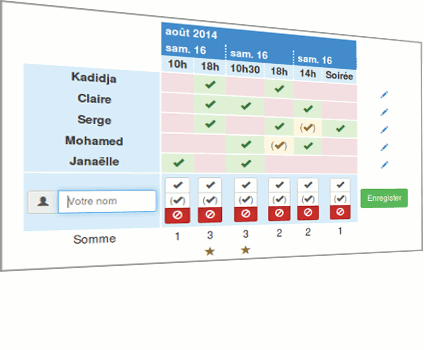 août 2014
sam. 16 sam. 16 sam. 16
10h 18h 10h30 18h 14h Soirée
Kadidja
Claire
Serge
Mohamed
Janaëlle
Votre nom
Enregister
Somme 1 3 3 2 2 1